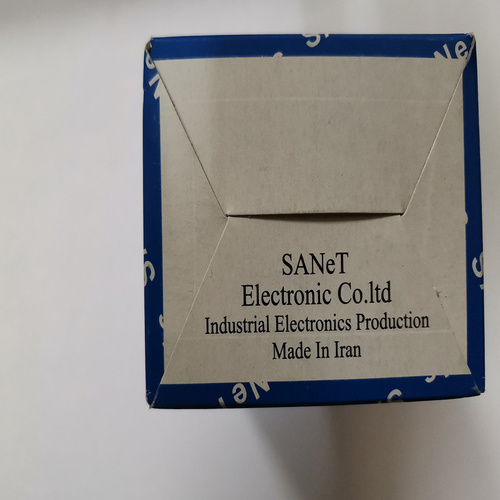 SANeT
Electronic Co.ltd
Industrial Electronics Production
Made In Iran